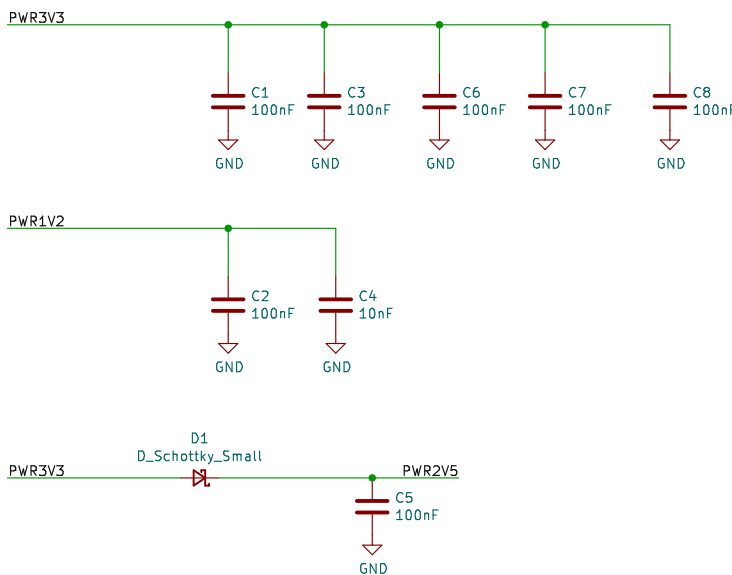 PWR3V3
C1
100nF
GND
C3
100nF
GND
C6
100nF
GND
C7
100nF
GND
C8
100nF
GND
PWR1V2
C2
100nF
GND
C4
10nF
GND
D1
D_Schottky_Small
PWR3V3
PWR2V5
C5
100nF
GND